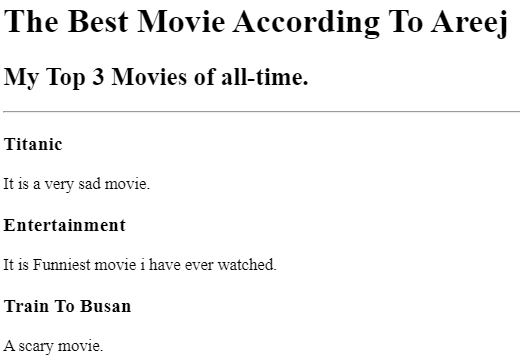 The Best Movie According To Areej
My Top 3 Movies of all-time.
Titanic
It is a very sad movie.
Entertainment
It is Funniest movie i have ever watched.
Train To Busan
A scary movie.